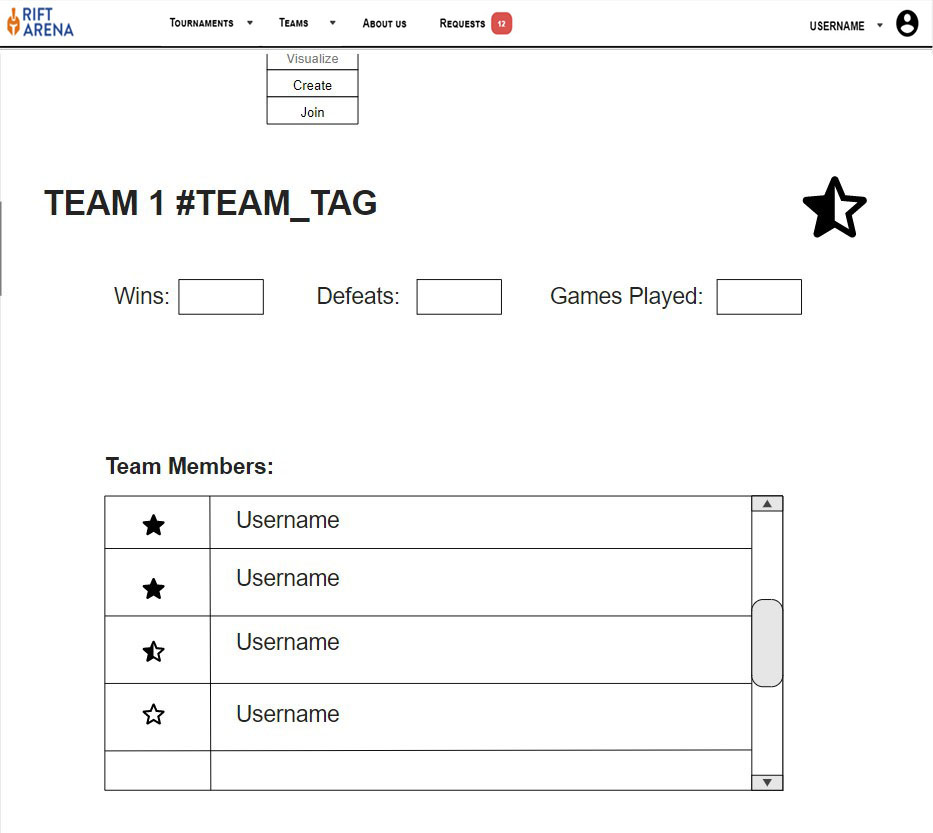 RIFT
ARENA
TOURNAMENTS TEAMS ABOUT US REQUESTS 12 USERNAME
Visualize
Create
Join
TEAM 1 #TEAM_TAG
Wins: Defeats: Games Played:
Team Members:
Username
Username
Username
Username